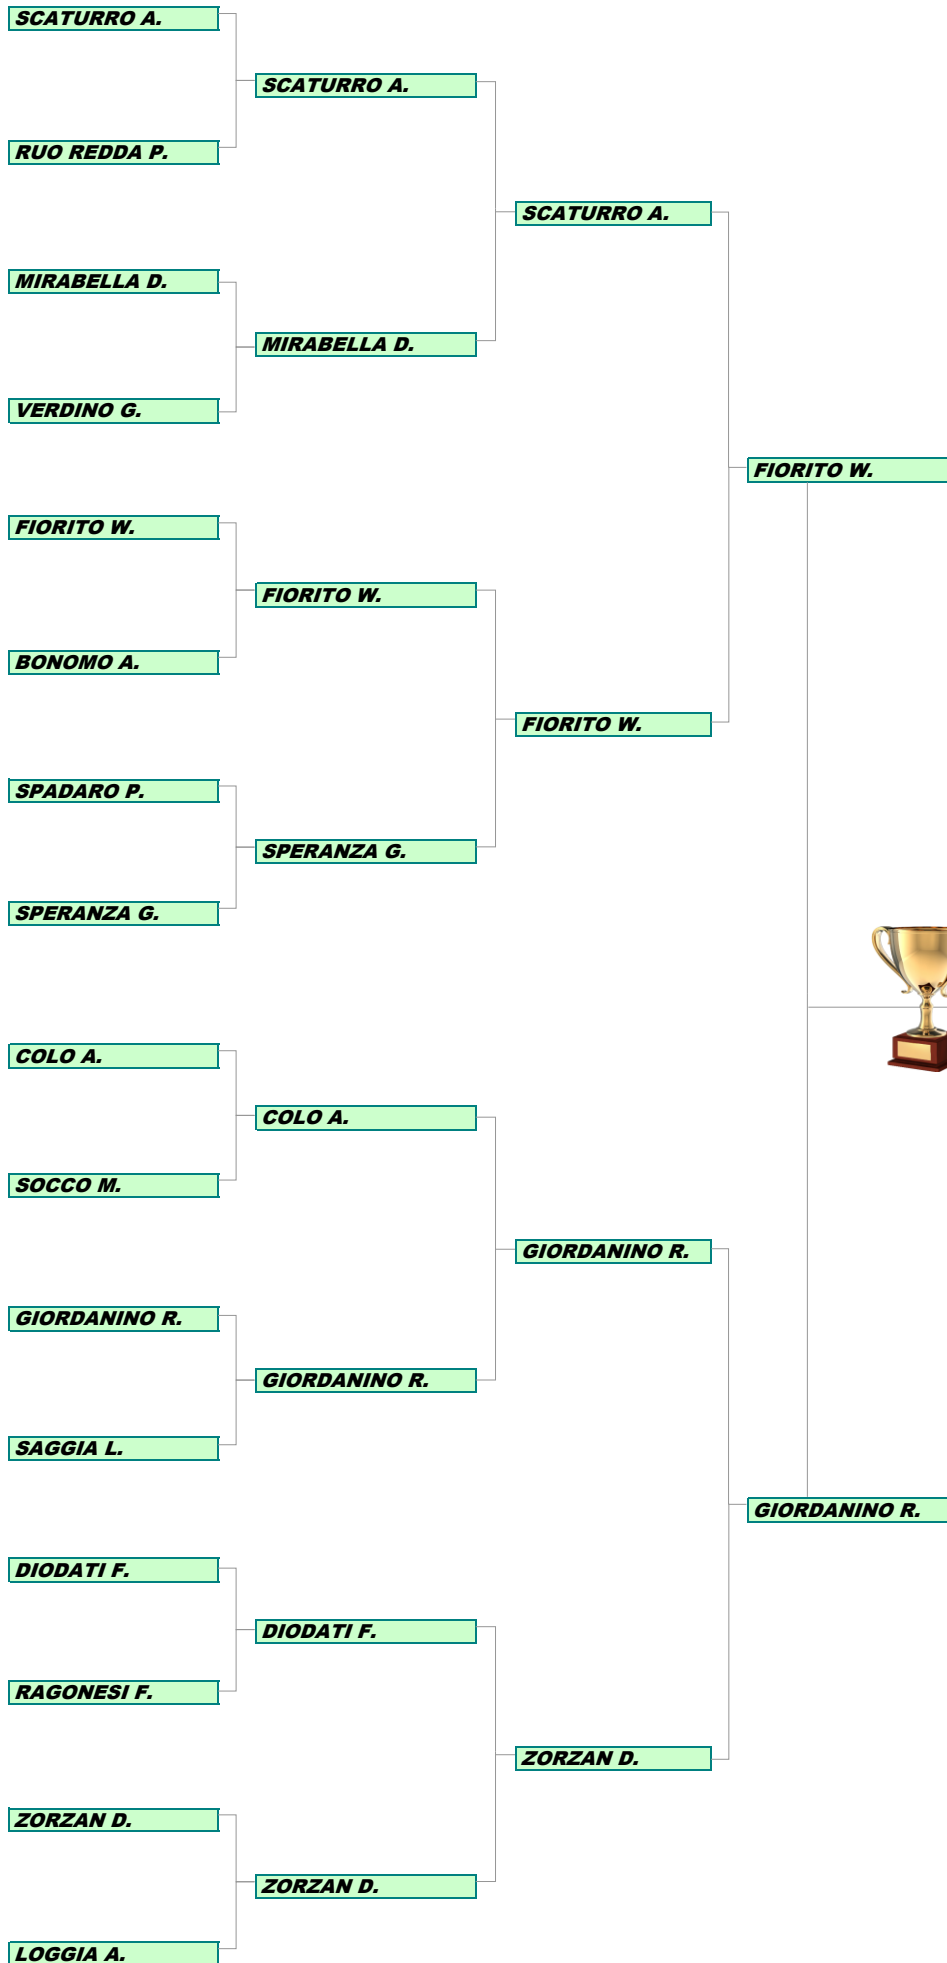 SCATURRO A.
SCATURRO A.
RUO REDDA P.
SCATURRO A.
MIRABELLA D.
MIRABELLA D.
VERDINO G.
FIORITO W.
FIORITO W.
FIORITO W.
BONOMO A.
FIORITO W.
SPADARO P.
SPERANZA G.
SPERANZA G.
COLO A.
COLO A.
SOCCO M.
GIORDANINO R.
GIORDANINO R.
GIORDANINO R.
SAGGIA L.
GIORDANINO R.
DIODATI F.
DIODATI F.
RAGONESI F.
ZORZAN D.
ZORZAN D.
ZORZAN D.
LOGGIA A.